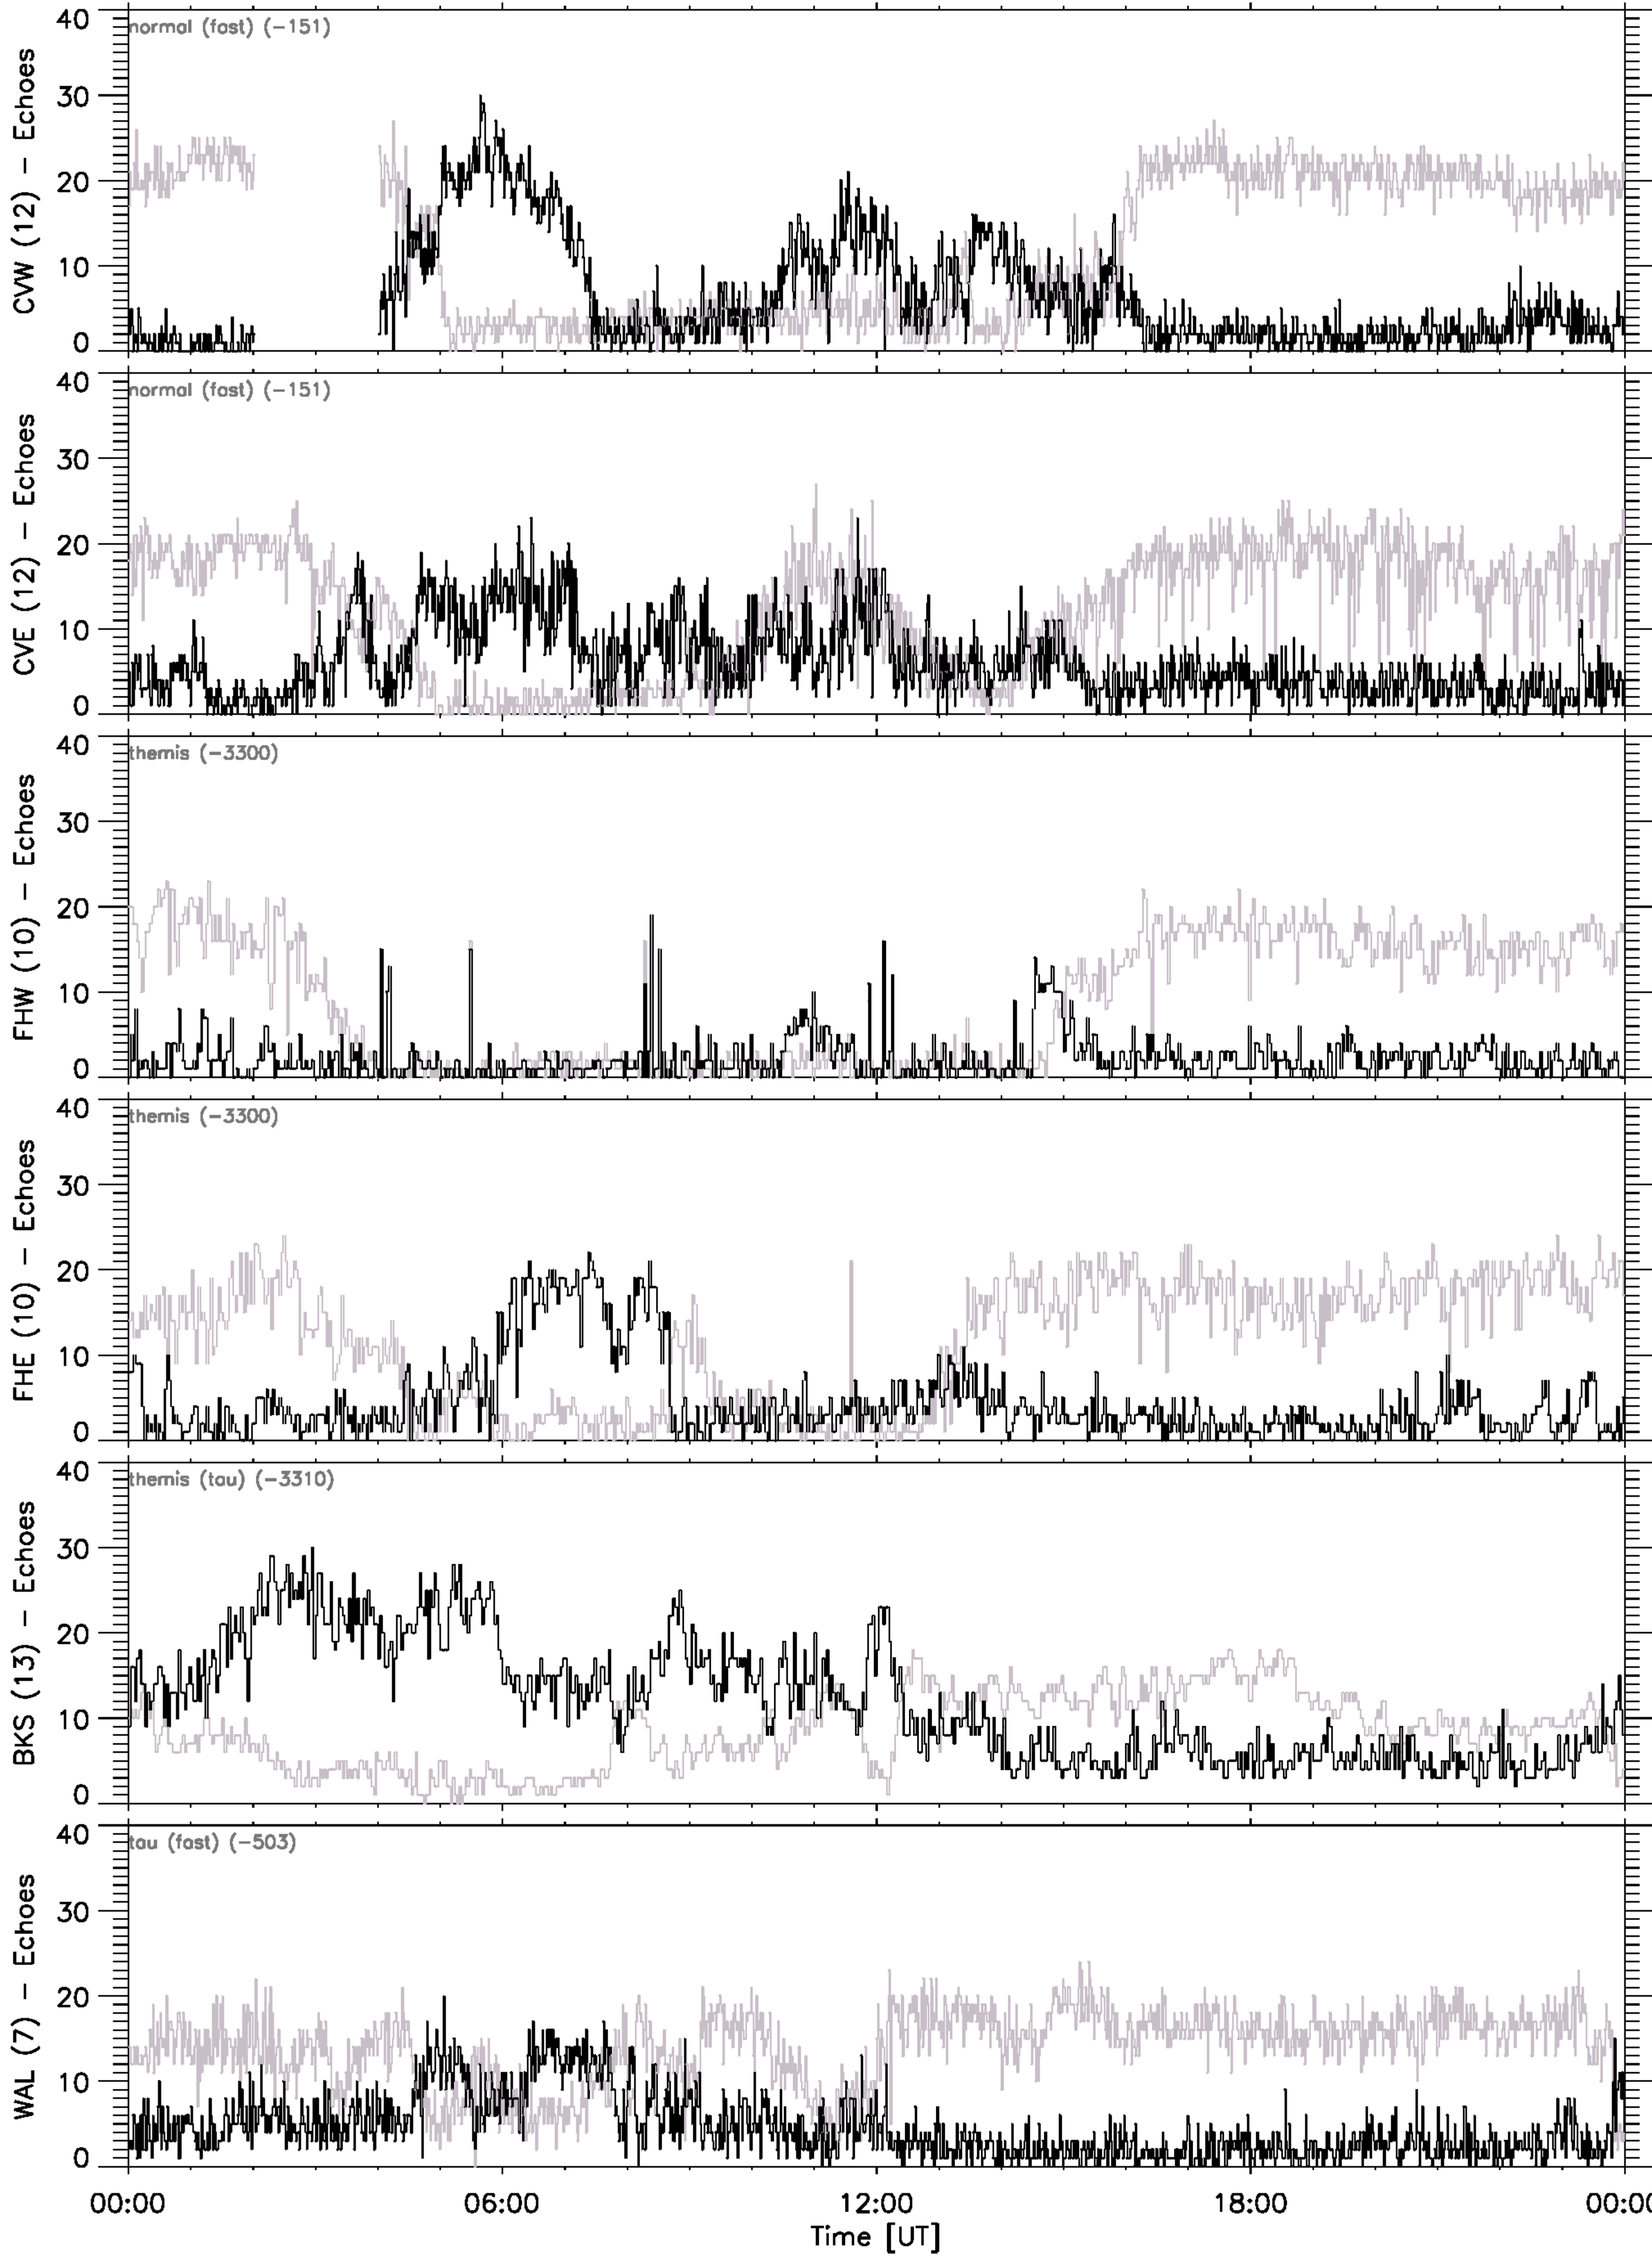 40
normal (fast) (-151)
30
20
10
0
CVW (12) - Echoes
40
normal (fast) (-151)
30
20
10
0
CVE (12) - Echoes
40
themis (-3300)
30
20
10
0
FHW (10) - Echoes
40
themis (-3300)
30
20
10
0
FHE (10) - Echoes
40
themis (tau) (-3310)
30
20
10
0
BKS (13) - Echoes
40
tau (fast) (-503)
30
20
10
0
WAL (7) - Echoes
00:00 06:00 12:00 18:00 00:00
Time [UT]